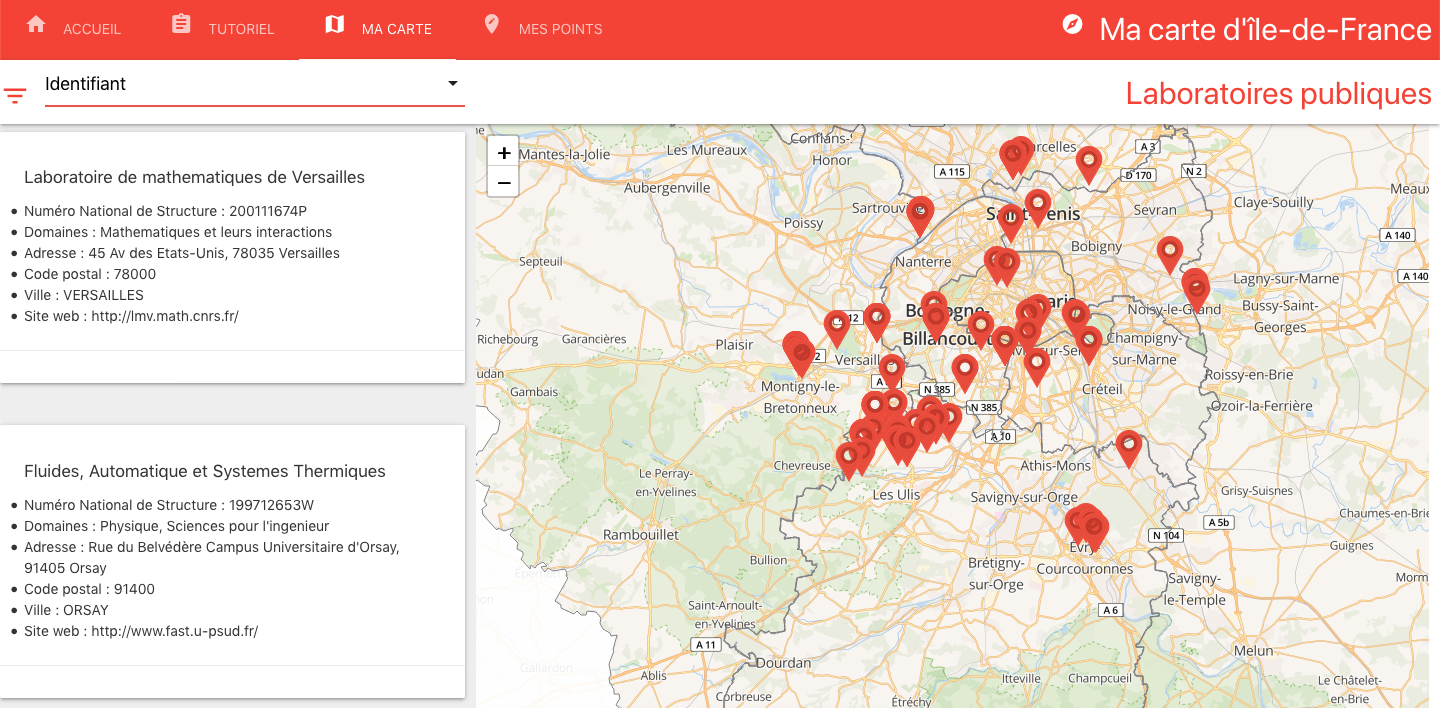 ACCUEIL
TUTORIEL
MA CARTE
MES POINTS
Ma carte d'île-de-France
Identifiant
Laboratoires publiques
Laboratoire de mathematiques de Versailles
• Numéro National de Structure : 200111674P
• Domaines : Mathematiques et leurs interactions
• Adresse : 45 Av des Etats-Unis, 78035 Versailles
• Code postal : 78000
• Ville : VERSAILLES
• Site web : http://lmv.math.cnrs.fr/
Fluides, Automatique et Systemes Thermiques
• Numéro National de Structure : 199712653W
• Domaines : Physique, Sciences pour l'ingenieur
• Adresse : Rue du Belvédère Campus Universitaire d'Orsay,
91405 Orsay
• Code postal : 91400
• Ville : ORSAY
• Site web : http://www.fast.u-psud.fr/
+
−
Mantes-la-Jolie
Les Mureaux
Conflans-
Honor
A 3
A 115
D 170
N 2
Aubergenville
Meaux
Sartrouv
Sevran
Claye-Souilly
Poissy
A 140
Bobigny
Septeuil
Nanterre
Lagny-sur-Marne
A 140
Noisy-le-Grand
Bussy-Saint-
Georges
Richebourg
Garancières
Plaisir
Versaill
Billancourt
Champigny-
sur-Marne
Roissy-en-Brie
Gambais
Montigny-le-
Bretonneux
N 385
Créteil
Ozoir-la-Ferrière
N 385
A 10
Chevreuse
Athis-Mons
Le Perray-
en-Yvelines
Les Ulis
Savigny-sur-Orge
Grisy-Suisnes
Chaumes-en-Brie
A 5b
Rambouillet
N 104
Evry
Guignes
Bullion
Brétigny-
sur-Orge
Courcouronnes
Savigny-
le-Temple
Morm
Saint-Arnoult-
en-Yvelines
A 6
A 11
Melun
Dourdan
Gallardon
Ablis
Itteville
Champcueil
Le Châtelet-
en-Brie
Corbreuse
Étréchy